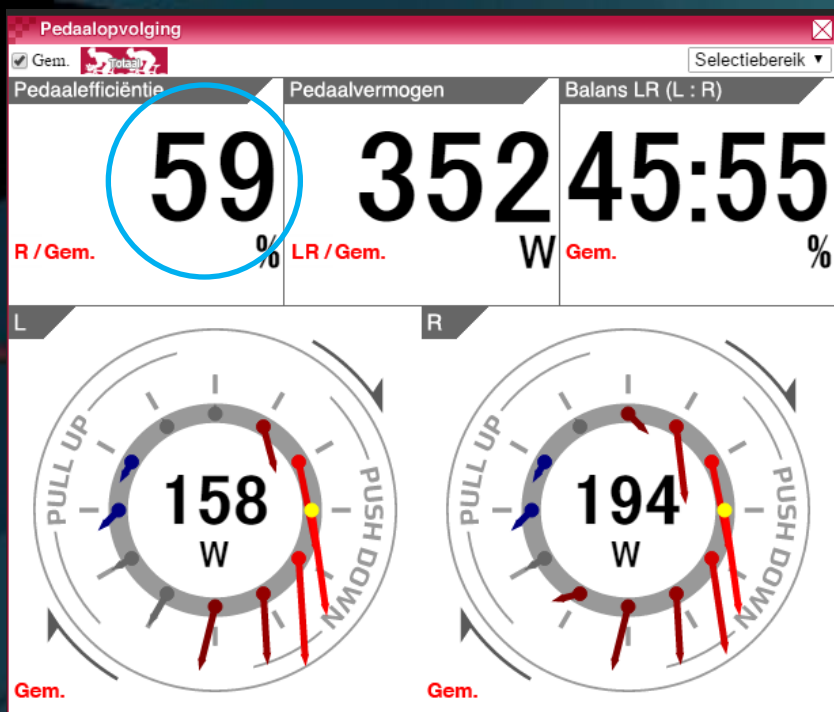 Pedaalopvolging
Gem. Totaal Selectiebereik ▼
Pedaalefficiëntie
59
%
R / Gem.
Pedaalvermogen
352
W
LR / Gem.
Balans LR (L : R)
45:55
%
Gem.
L
PULL UP
PUSH DOWN
158
W
Gem.
R
PULL UP
PUSH DOWN
194
W
Gem.